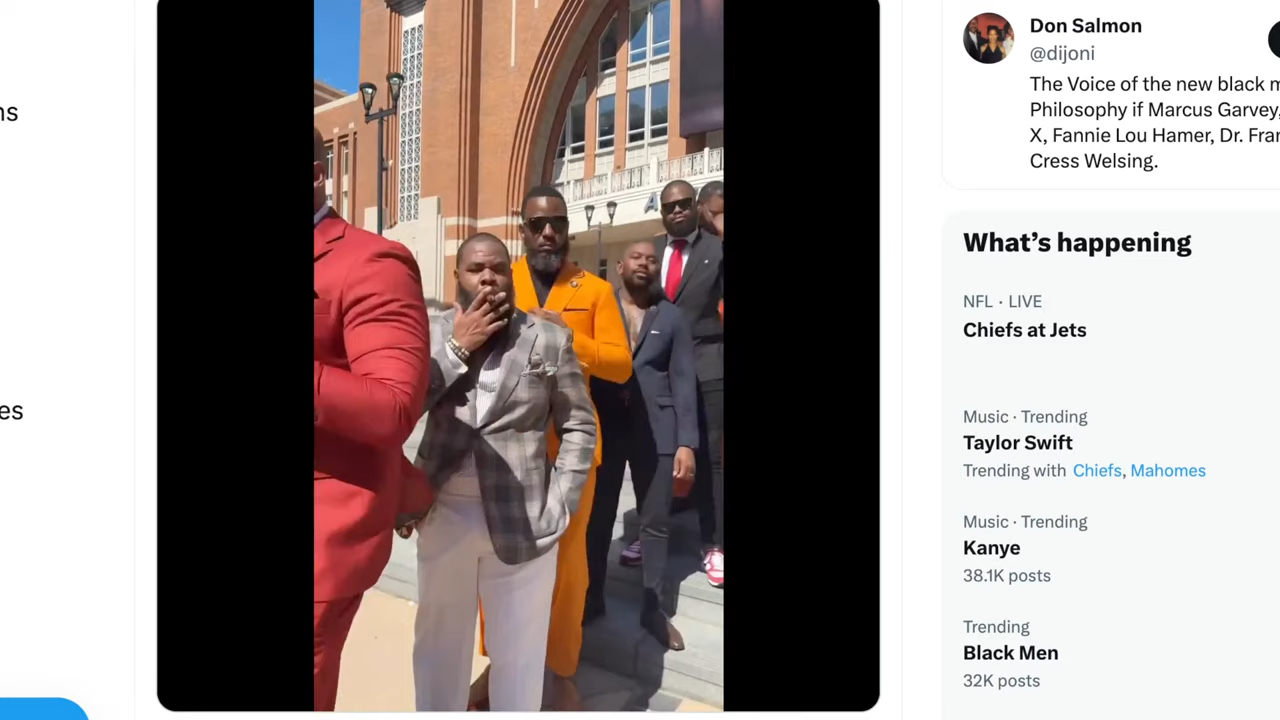 ns
es
Don Salmon
@dijoni
The Voice of the new black m
Philosophy if Marcus Garvey,
X, Fannie Lou Hamer, Dr. Fran
Cress Welsing.
What’s happening
NFL · LIVE
Chiefs at Jets
Music · Trending
Taylor Swift
Trending with Chiefs, Mahomes
Music · Trending
Kanye
38.1K posts
Trending
Black Men
32K posts
A